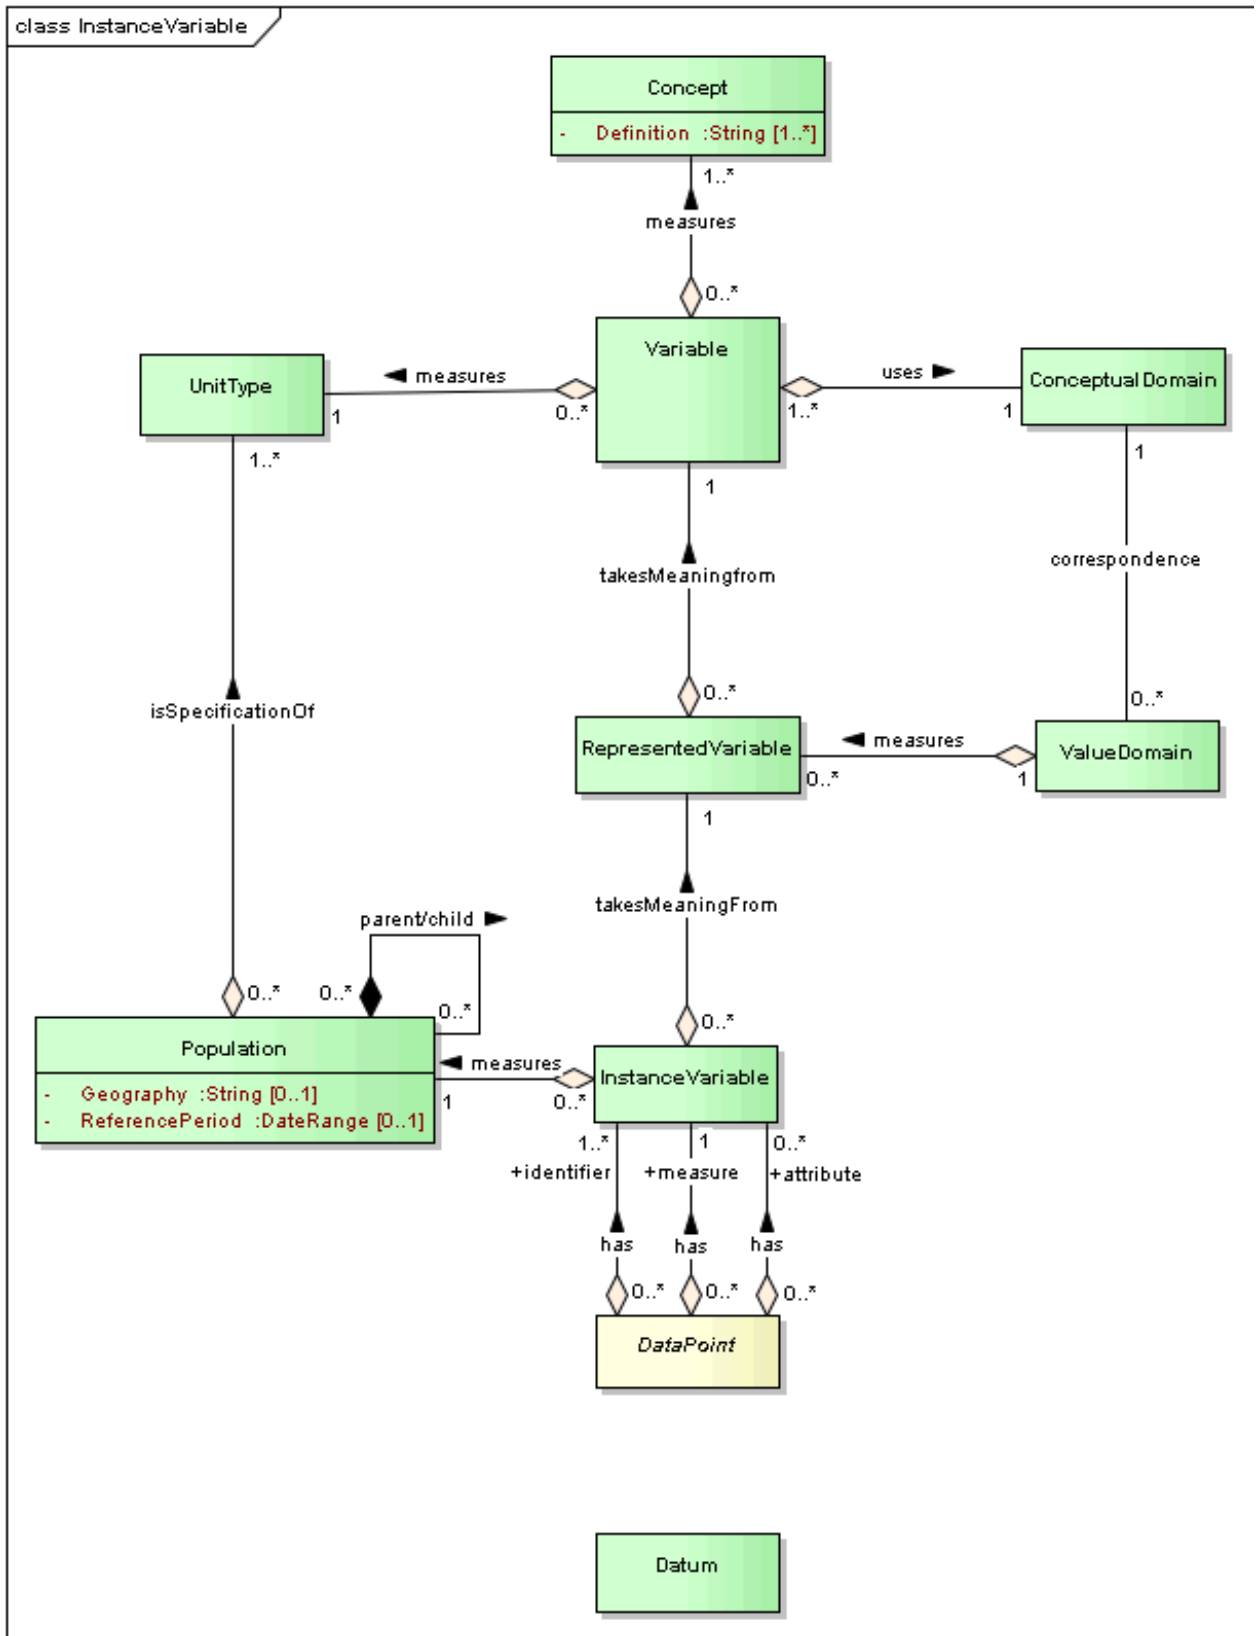 class InstanceVariable
Concept
- Definition :String [1..*]
1..*
measures
0..*
Variable
UnitType
measures
0..*
1
uses
1..*
1
ConceptualDomain
1..*
1
1
takesMeaningfrom
correspondence
isSpecificationOf
0..*
0..*
RepresentedVariable
measures
0..*
1
ValueDomain
1
takesMeaningFrom
parent/child
0..*
0..*
0..*
0..*
Population
- Geography :String [0..1]
- ReferencePeriod :DateRange [0..1]
measures
1
0..*
InstanceVariable
1..*
1
0..*
+identifier
+measure
+attribute
has
has
has
0..*
0..*
0..*
DataPoint
Datum